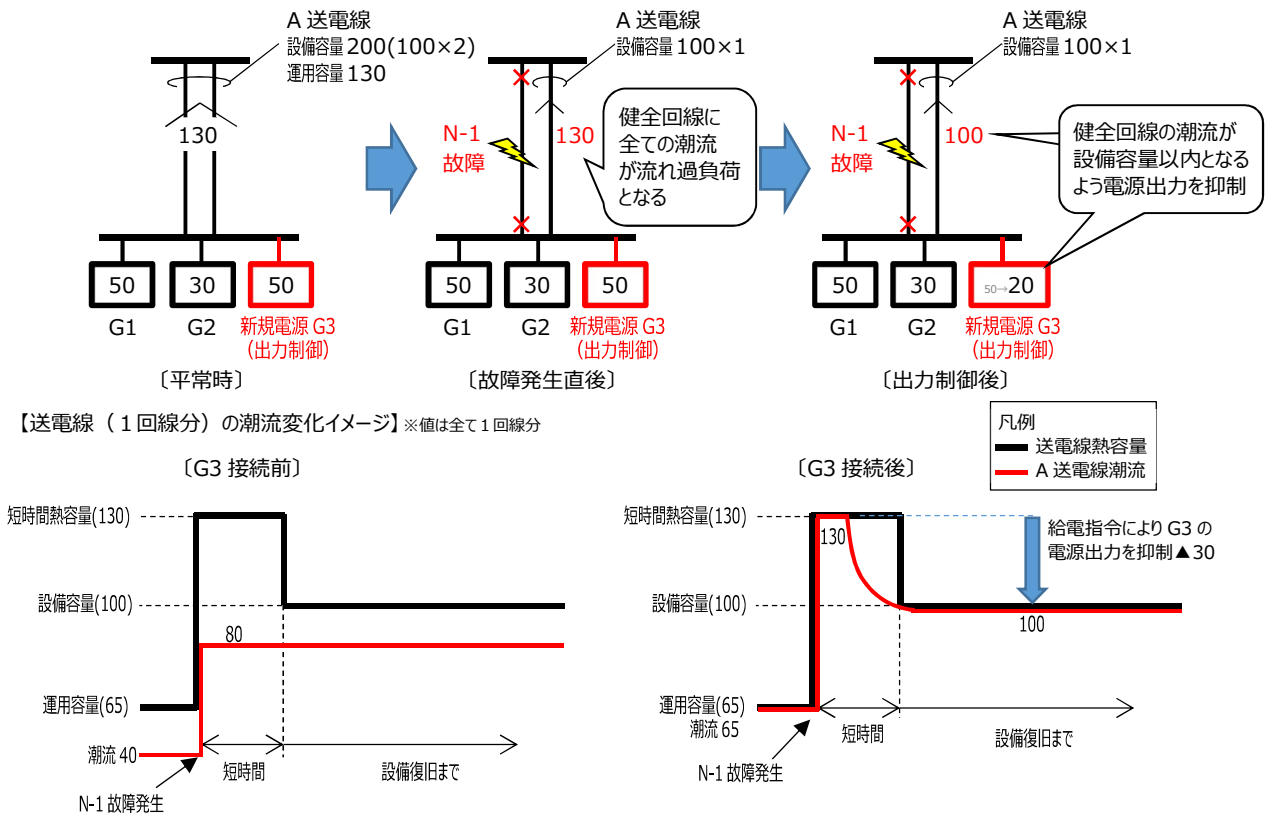 A 送電線
設備容量 200(100×2)
運用容量 130
130
50
30
50
G1
G2
新規電源 G3
（出力制御）
〔平常時〕
A 送電線
設備容量 100×1
N-1
故障
130
健全回線に
全ての潮流
が流れ過負荷
となる
50
30
50
G1
G2
新規電源 G3
（出力制御）
〔故障発生直後〕
A 送電線
設備容量 100×1
N-1
故障
100
健全回線の潮流が
設備容量以内となる
よう電源出力を抑制
50
30
50→20
G1
G2
新規電源 G3
（出力制御）
〔出力制御後〕
【送電線（１回線分）の潮流変化イメージ】※値は全て１回線分
凡例
送電線熱容量
A 送電線潮流
〔G3 接続前〕
短時間熱容量(130)
設備容量(100)
80
運用容量(65)
潮流 40
短時間
設備復旧まで
N-1 故障発生
〔G3 接続後〕
短時間熱容量(130)
130
給電指令により G3 の
電源出力を抑制▲30
設備容量(100)
100
運用容量(65)
潮流 65
短時間
設備復旧まで
N-1 故障発生